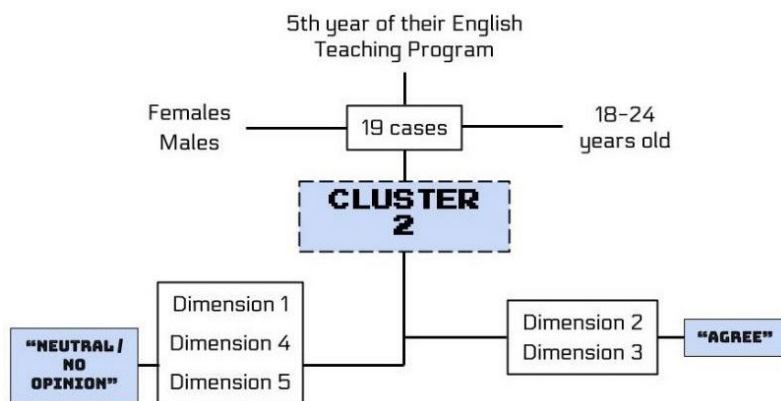 5th year of their English
Teaching Program
Females
Males
19 cases
18-24
years old
CLUSTER
2
Dimension 1
Dimension 4
Dimension 5
"NEUTRAL/
NO
OPINION"
Dimension 2
Dimension 3
"AGREE"